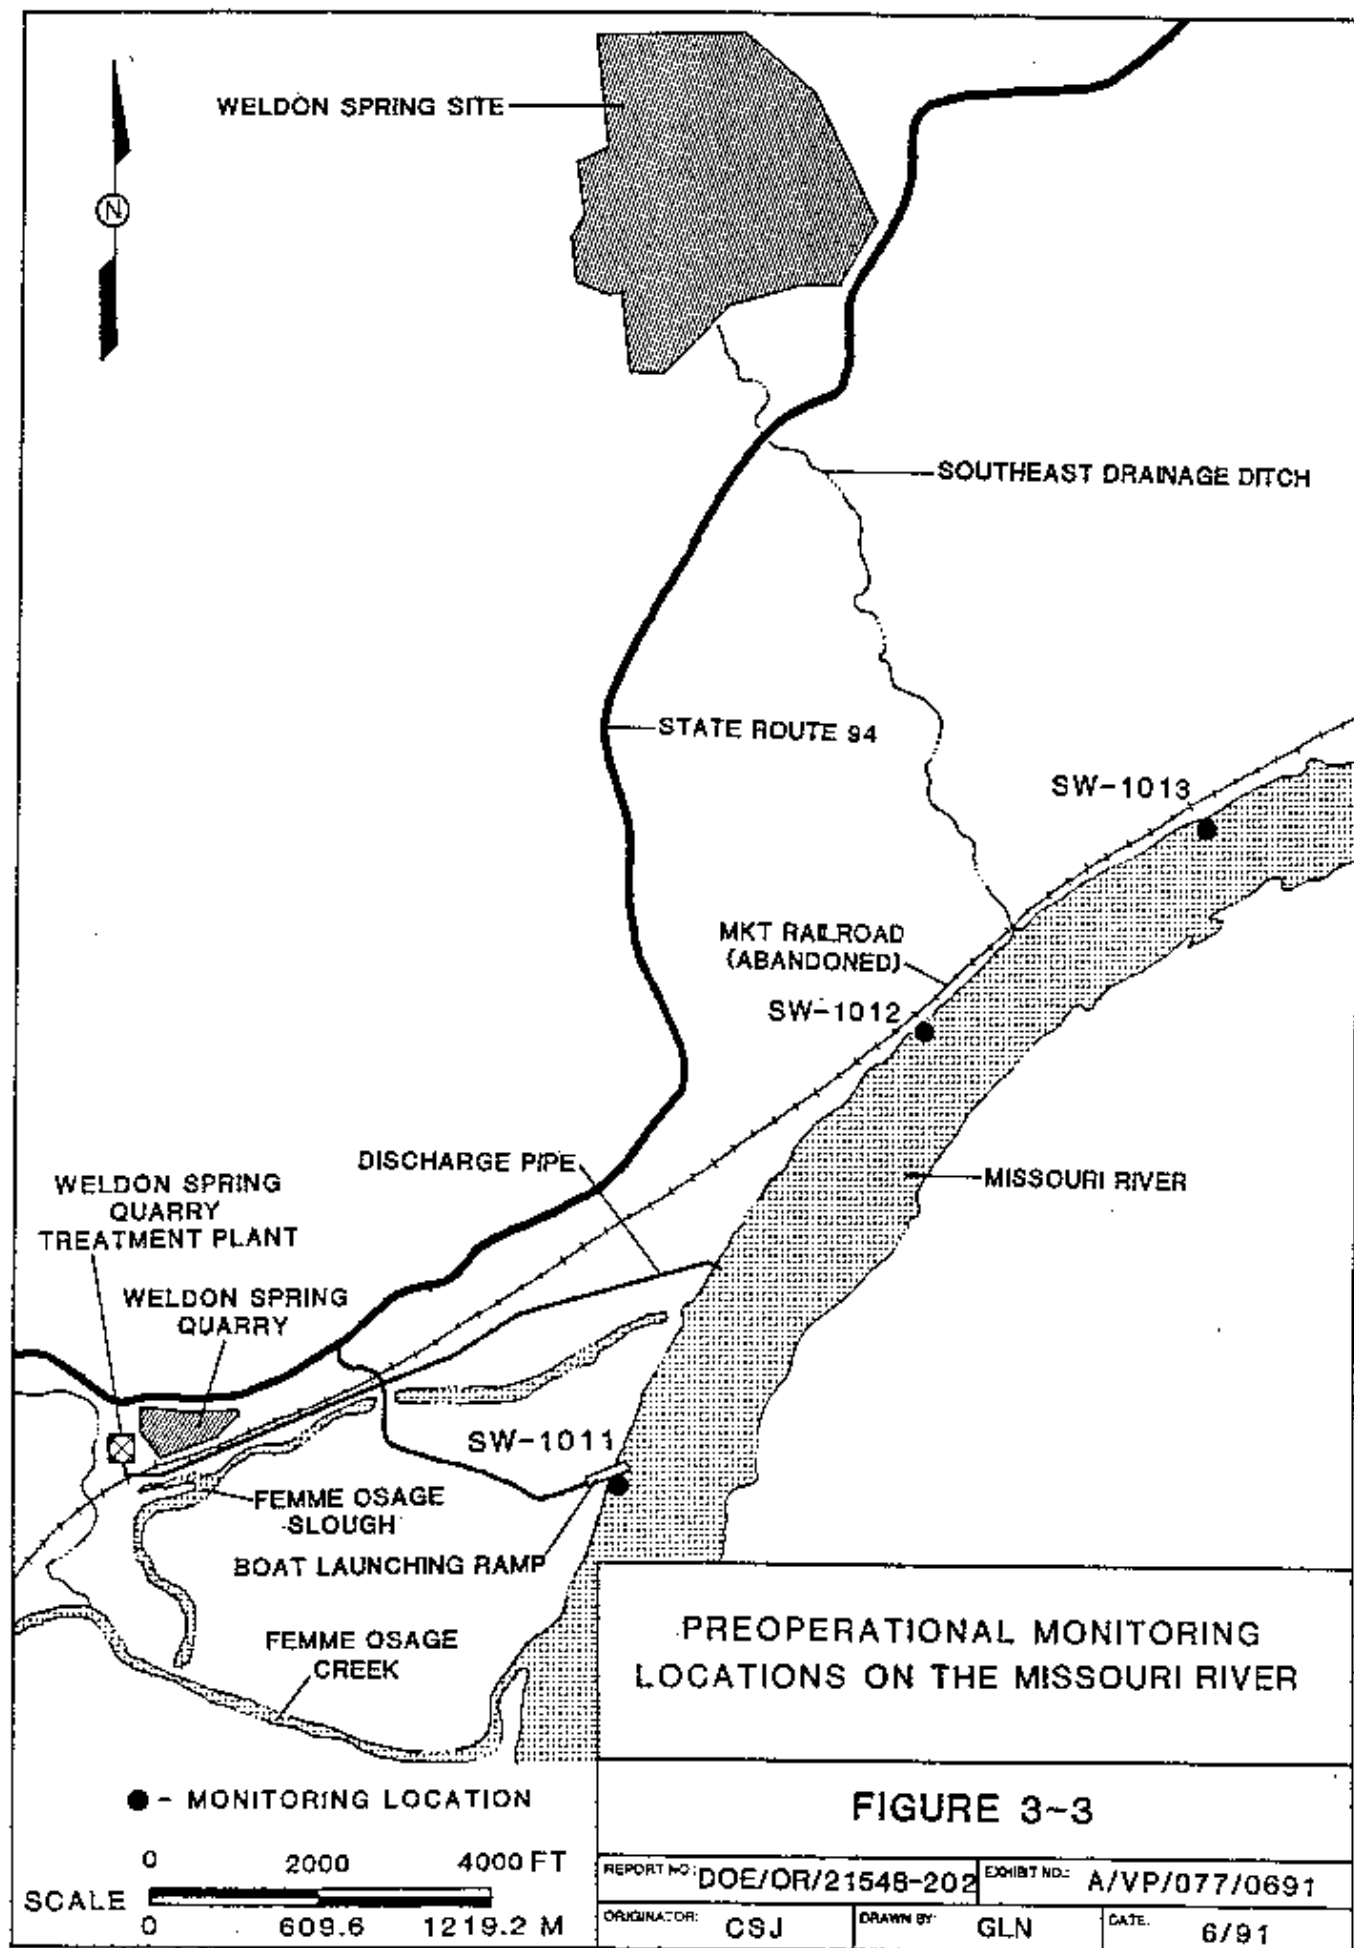 WELDON SPRING SITE
N
SOUTHEAST DRAINAGE DITCH
STATE ROUTE 94
SW-1013
MKT RAILROAD
(ABANDONED)
SW-1012
DISCHARGE PIPE
MISSOURI RIVER
WELDON SPRING
QUARRY
TREATMENT PLANT
WELDON SPRING
QUARRY
SW-1011
FEMME OSAGE
SLOUGH
BOAT LAUNCHING RAMP
FEMME OSAGE
CREEK
PREOPERATIONAL MONITORING
LOCATIONS ON THE MISSOURI RIVER
● - MONITORING LOCATION
FIGURE 3-3
0 2000 4000 FT
SCALE
0 609.6 1219.2 M
REPORT NO: DOE/OR/21548-202 EXHIBIT NO.: A/VP/077/0691
ORIGINATOR: CSJ DRAWN BY: GLN DATE: 6/91